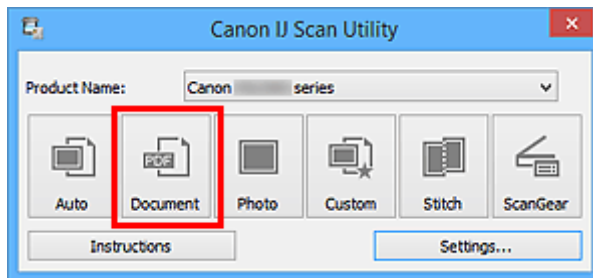 Canon IJ Scan Utility
Product Name: Canon series
PDF
Auto Document Photo Custom Stitch ScanGear
Instructions Settings...